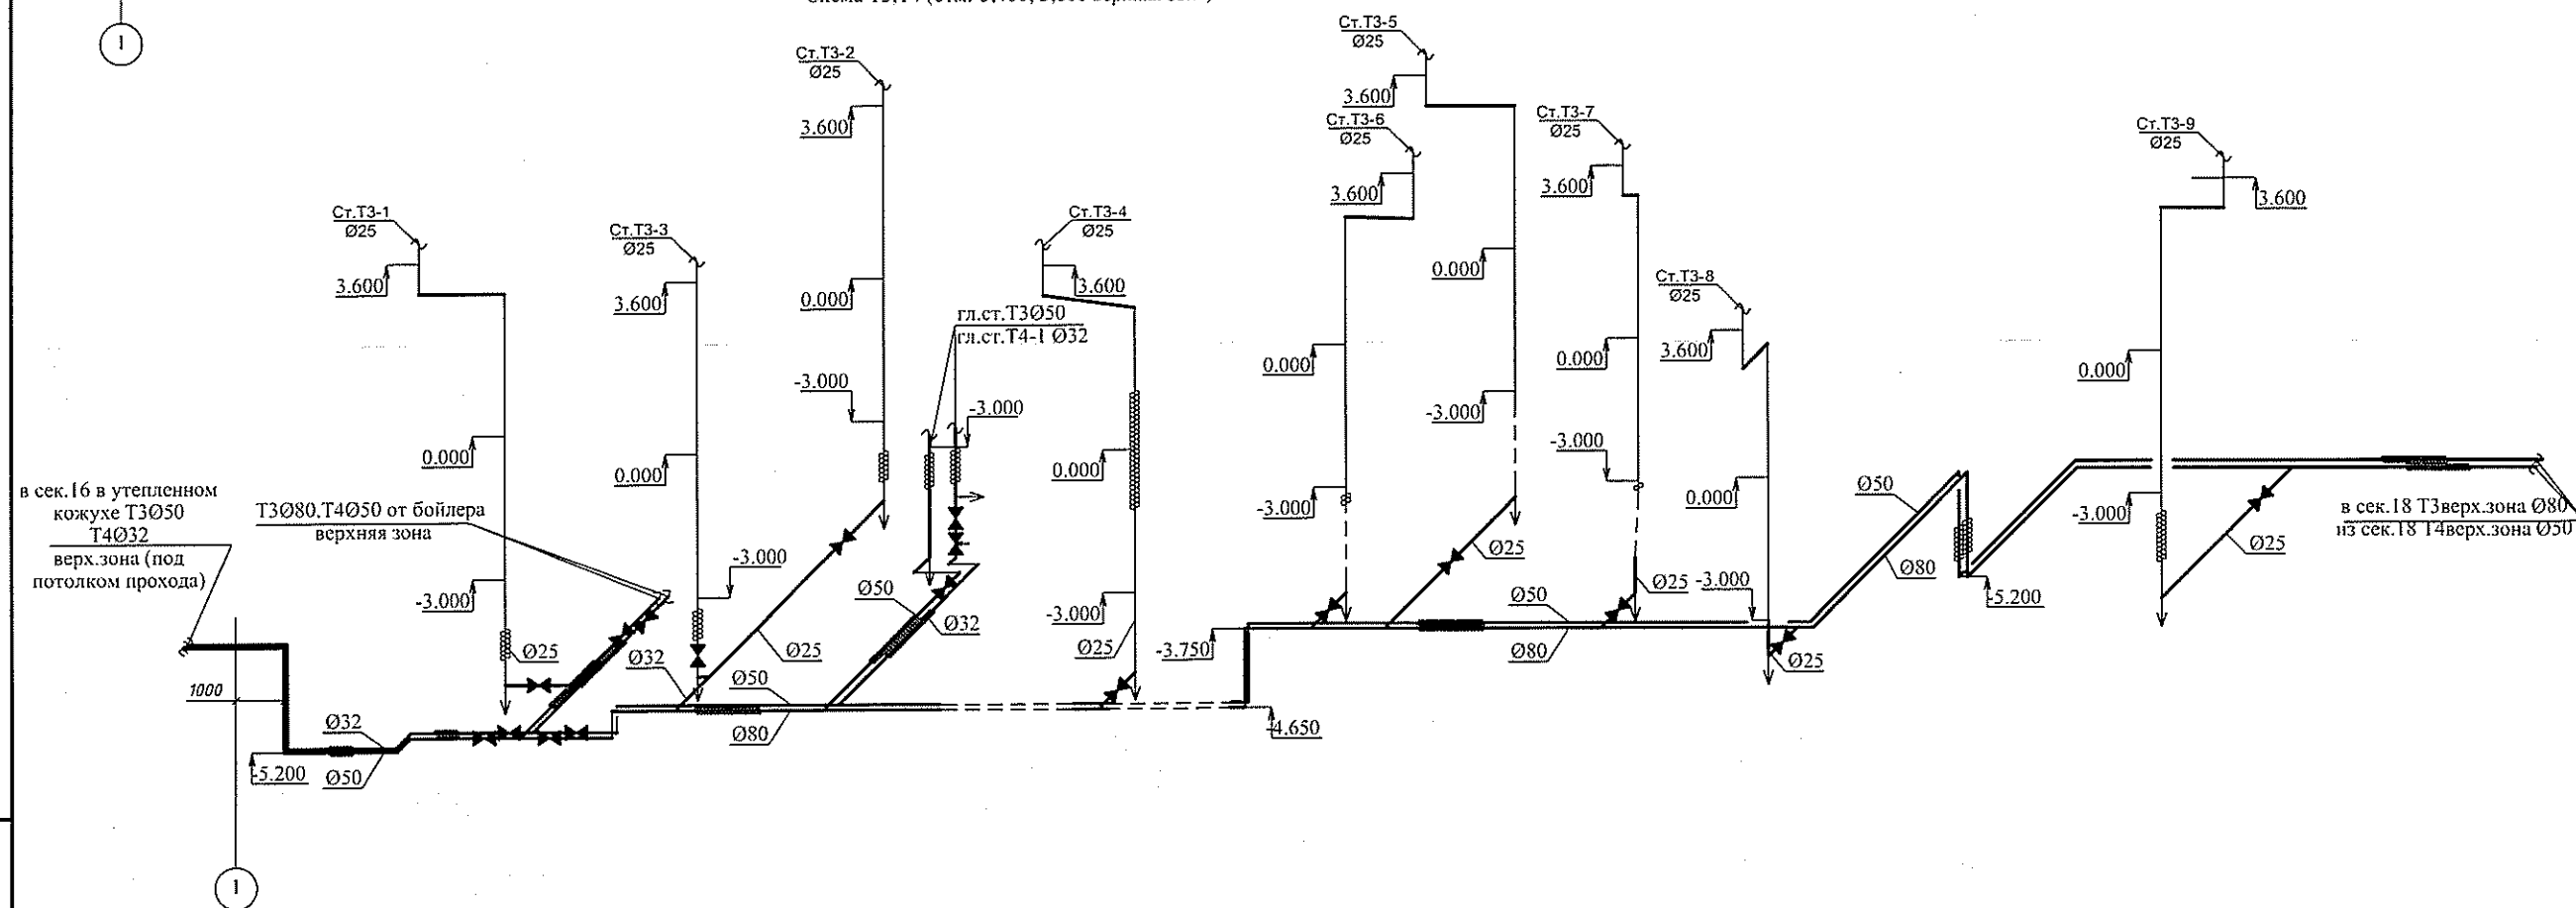 1
Ст.Т3-5
Ø25
3.600
Ст.Т3-2
Ø25
3.600
Ст.Т3-6
Ø25
3.600
Ст.Т3-7
Ø25
3.600
Ст.Т3-9
Ø25
3.600
Ст.Т3-1
Ø25
3.600
Ст.Т3-3
Ø25
3.600
Ст.Т3-4
Ø25
3.600
0.000
0.000
Ст.Т3-8
Ø25
3.600
гл.ст.Т3Ø50
гл.ст.Т4-1 Ø32
0.000
0.000
0.000
-3.000
-3.000
-3.000
0.000
0.000
0.000
-3.000
0.000
-3.000
-3.000
в сек.16 в утепленном
кожухе Т3Ø50
Т4Ø32
верх.зона (под
потолком прохода)
Т3Ø80.Т4Ø50 от бойлера
верхняя зона
Ø50
в сек.18 Т3верх.зона Ø80
из сек.18 Т4верх.зона Ø50
Ø25
Ø25
-3.000
-3.000
Ø50
Ø32
-3.000
Ø50
Ø25
-3.000
Ø80
-5.200
Ø25
Ø32
Ø25
Ø25
-3.750
Ø80
Ø25
1000
Ø50
Ø32
Ø80
-4.650
-5.200
Ø50
1